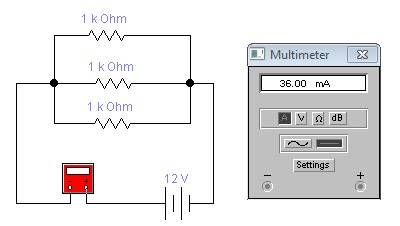 1 k Ohm
1 k Ohm
1 k Ohm
12 V
Multimeter
36.00 mA
A V Ω dB
Settings
− +